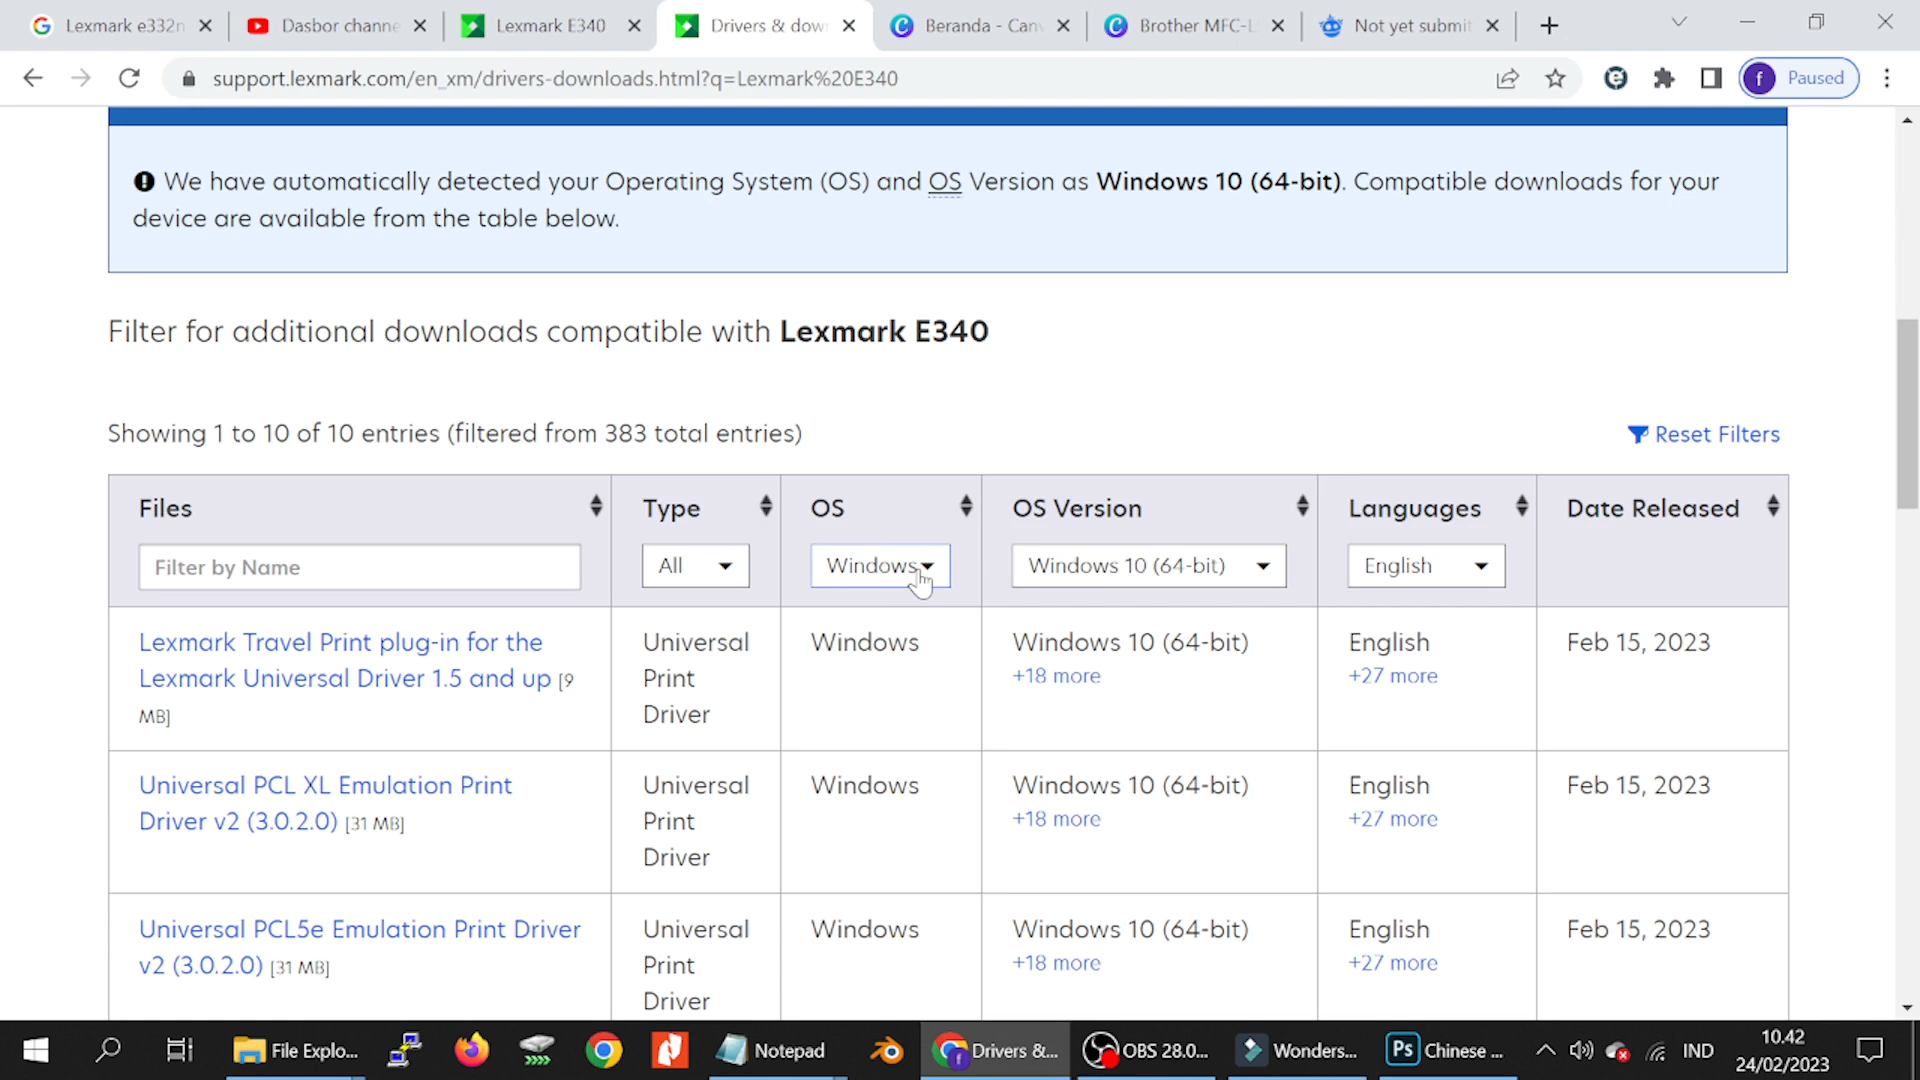 Lexmark e332n
Dasbor channe
Lexmark E340
Drivers & dow
Beranda - Can
Brother MFC-L
Not yet submit
support.lexmark.com/en_xm/drivers-downloads.html?q=Lexmark%20E340
f Paused
We have automatically detected your Operating System (OS) and OS Version as Windows 10 (64-bit). Compatible downloads for your
device are available from the table below.
Filter for additional downloads compatible with Lexmark E340
Showing 1 to 10 of 10 entries (filtered from 383 total entries)
Reset Filters
Files
Type
OS
OS Version
Languages
Date Released
Filter by Name
All
Windows
Windows 10 (64-bit)
English
Lexmark Travel Print plug-in for the
Lexmark Universal Driver 1.5 and up [9
MB]
Universal
Print
Driver
Windows
Windows 10 (64-bit)
+18 more
English
+27 more
Feb 15, 2023
Universal PCL XL Emulation Print
Driver v2 (3.0.2.0) [31 MB]
Universal
Print
Driver
Windows
Windows 10 (64-bit)
+18 more
English
+27 more
Feb 15, 2023
Universal PCL5e Emulation Print Driver
v2 (3.0.2.0) [31 MB]
Universal
Print
Driver
Windows
Windows 10 (64-bit)
+18 more
English
+27 more
Feb 15, 2023
File Explo...
Notepad
Drivers &...
OBS 28.0...
Wonders...
Ps Chinese ...
IND
10.42
24/02/2023